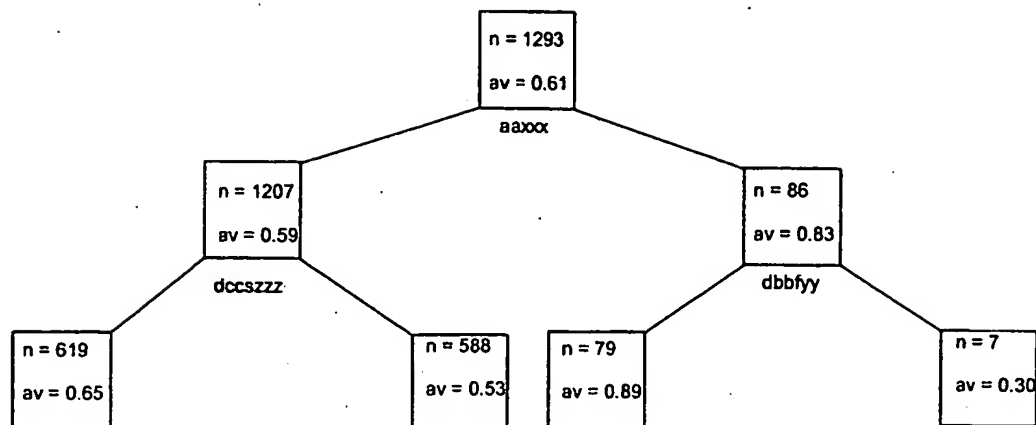 n = 1293
av = 0.61
aaxxx
n = 1207
av = 0.59
dccszzz
n = 86
av = 0.83
dbbfyy
n = 619
av = 0.65
n = 588
av = 0.53
n = 79
av = 0.89
n = 7
av = 0.30